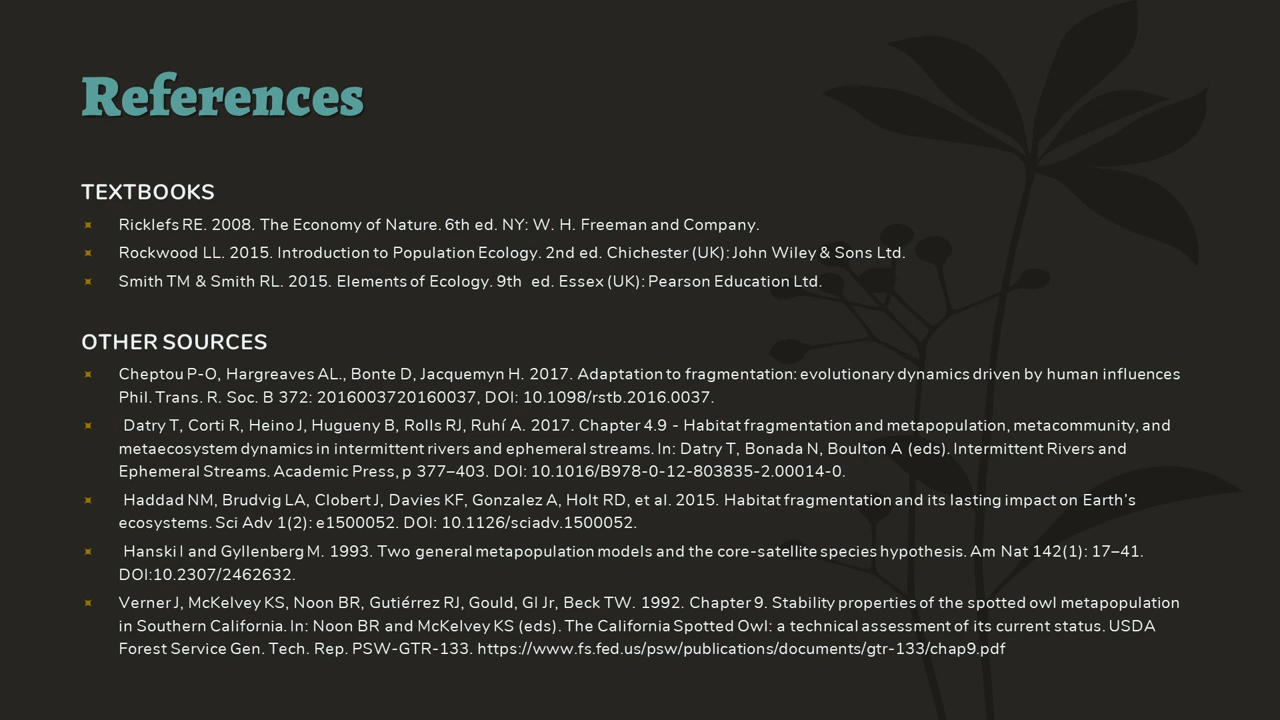 References
TEXTBOOKS
Ricklefs RE. 2008. The Economy of Nature. 6th ed. NY: W. H. Freeman and Company.
Rockwood LL. 2015. Introduction to Population Ecology. 2nd ed. Chichester (UK): John Wiley & Sons Ltd.
Smith TM & Smith RL. 2015. Elements of Ecology. 9th ed. Essex (UK): Pearson Education Ltd.
OTHER SOURCES
Cheptou P-O, Hargreaves AL., Bonte D, Jacquemyn H. 2017. Adaptation to fragmentation: evolutionary dynamics driven by human influences
Phil. Trans. R. Soc. B 372: 2016003720160037, DOI: 10.1098/rstb.2016.0037.
Datry T, Corti R, Heino J, Hugueny B, Rolls RJ, Ruhí A. 2017. Chapter 4.9 - Habitat fragmentation and metapopulation, metacommunity, and
metaecosystem dynamics in intermittent rivers and ephemeral streams. In: Datry T, Bonada N, Boulton A (eds). Intermittent Rivers and
Ephemeral Streams. Academic Press, p 377–403. DOI: 10.1016/B978-0-12-803835-2.00014-0.
Haddad NM, Brudvig LA, Clobert J, Davies KF, Gonzalez A, Holt RD, et al. 2015. Habitat fragmentation and its lasting impact on Earth's
ecosystems. Sci Adv 1(2): e1500052. DOI: 10.1126/sciadv.1500052.
Hanski I and Gyllenberg M. 1993. Two general metapopulation models and the core-satellite species hypothesis. Am Nat 142(1): 17–41.
DOI:10.2307/2462632.
Verner J, McKelvey KS, Noon BR, Gutiérrez RJ, Gould, GI Jr, Beck TW. 1992. Chapter 9. Stability properties of the spotted owl metapopulation
in Southern California. In: Noon BR and McKelvey KS (eds). The California Spotted Owl: a technical assessment of its current status. USDA
Forest Service Gen. Tech. Rep. PSW-GTR-133. https://www.fs.fed.us/psw/publications/documents/gtr-133/chap9.pdf